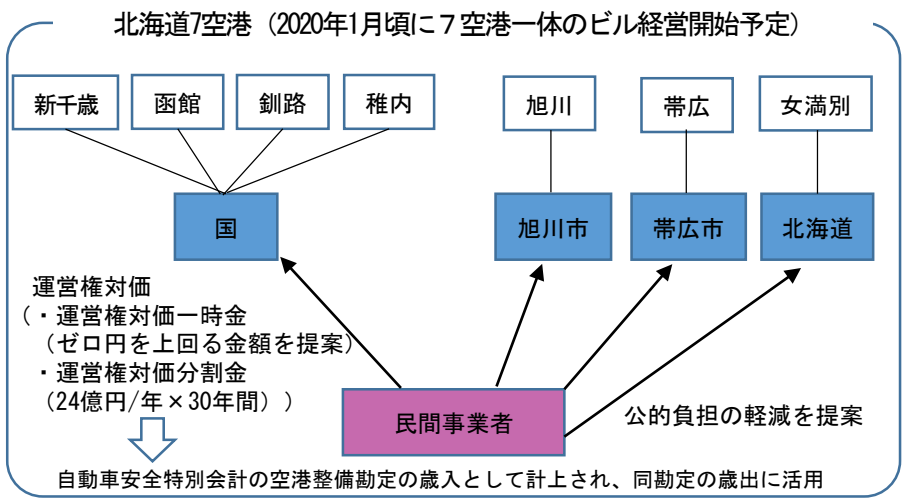 北海道7空港（2020年1月頃に７空港一体のビル経営開始予定）
新千歳
函館
釧路
稚内
旭川
帯広
女満別
国
旭川市
帯広市
北海道
運営権対価
（・運営権対価一時金
（ゼロ円を上回る金額を提案）
・運営権対価分割金
（24億円/年×30年間））
民間事業者
公的負担の軽減を提案
自動車安全特別会計の空港整備勘定の歳入として計上され、同勘定の歳出に活用